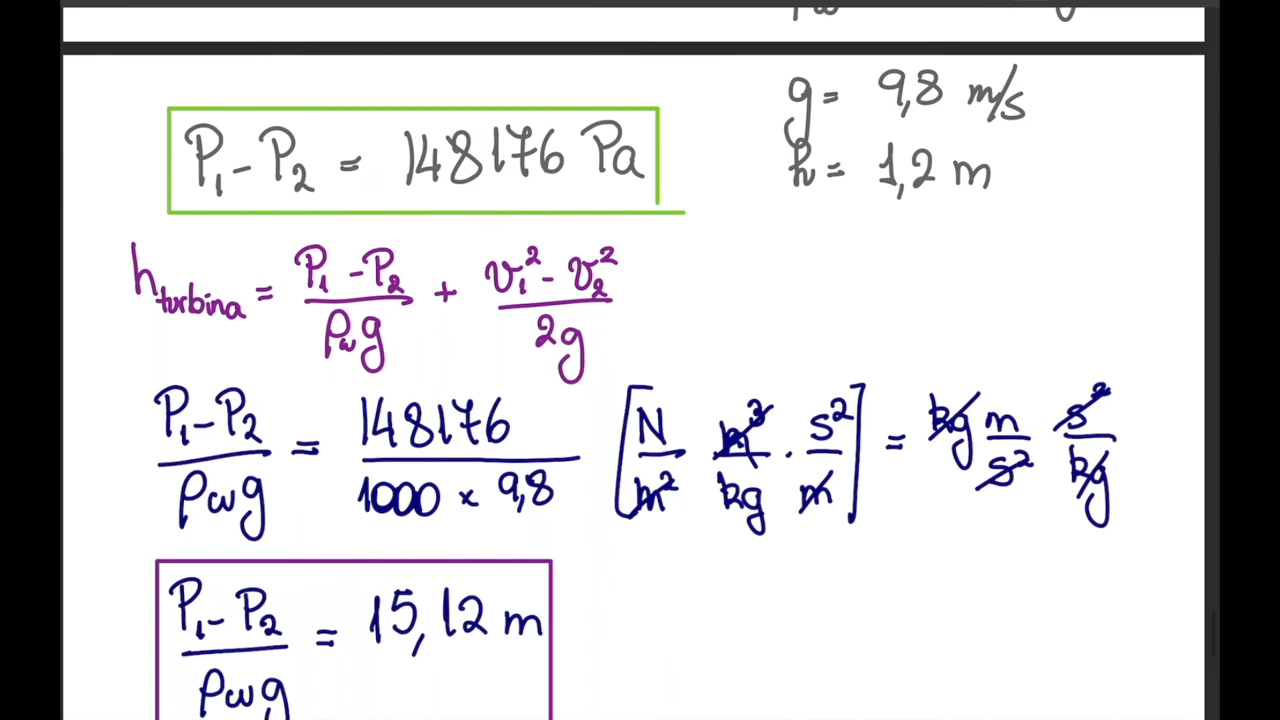 g = 9,8 m/s
P₁ - P₂ = 148176 Pa
h = 1,2 m
h turbina = P₁ - P₂ / ρw g + v₁² - v₂² / 2g
P₁ - P₂ / ρw g = 148176 / 1000 × 9,8 [N / m² m³ / kg · s² / m] = kg m / s² s² / kg
P₁ - P₂ / ρw g = 15,12 m